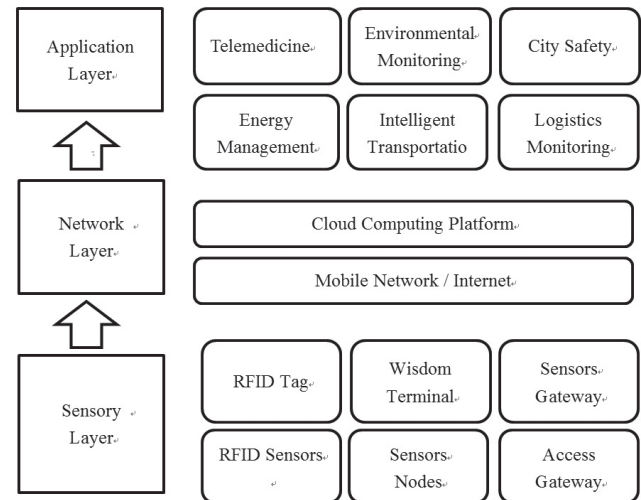 Application
Layer
Telemedicine
Environmental
Monitoring
City Safety
Energy
Management
Intelligent
Transportatio
Logistics
Monitoring
Network
Layer
Cloud Computing Platform
Mobile Network / Internet
Sensory
Layer
RFID Tag
Wisdom
Terminal
Sensors
Gateway
RFID Sensors
Sensors
Nodes
Access
Gateway